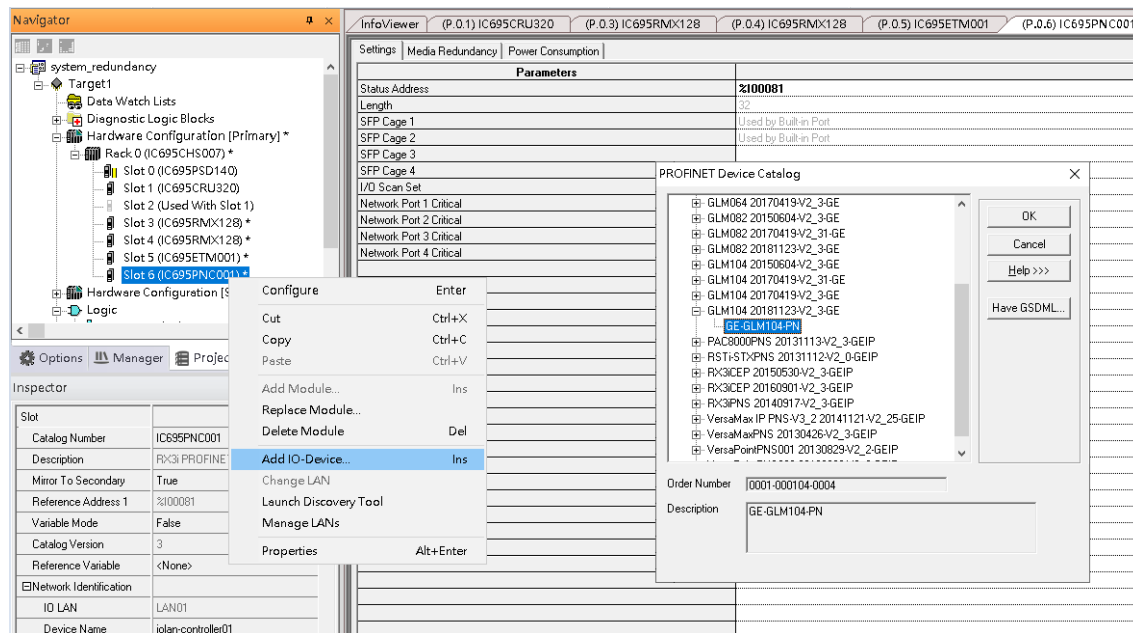 Navigator
system_redundancy
Target1
Data Watch Lists
Diagnostic Logic Blocks
Hardware Configuration [Primary] *
Rack 0 (IC695CHS007) *
Slot 0 (IC695PSD140)
Slot 1 (IC695CRU320)
Slot 2 (Used With Slot 1)
Slot 3 (IC695RMX128) *
Slot 4 (IC695RMX128) *
Slot 5 (IC695ETM001) *
Slot 6 (IC695PNC001) *
Hardware Configuration [S
Logic
Options
Manager
Projec
Inspector
Slot
Catalog Number IC695PNC001
Description RX3i PROFINE
Mirror To Secondary True
Reference Address 1 %I00081
Variable Mode False
Catalog Version 3
Reference Variable <None>
Network Identification
IO LAN LAN01
Device Name iolan-controller01
Configure Enter
Cut Ctrl+X
Copy Ctrl+C
Paste Ctrl+V
Add Module... Ins
Replace Module...
Delete Module Del
Add IO-Device... Ins
Change LAN
Launch Discovery Tool
Manage LANs
Properties Alt+Enter
InfoViewer (P.0.1) IC695CRU320 (P.0.3) IC695RMX128 (P.0.4) IC695RMX128 (P.0.5) IC695ETM001 (P.0.6) IC695PNC001
Settings Media Redundancy Power Consumption
Parameters
Status Address %I00081
Length 32
SFP Cage 1 Used by Built-in Port
SFP Cage 2 Used by Built-in Port
SFP Cage 3
SFP Cage 4
I/O Scan Set
Network Port 1 Critical
Network Port 2 Critical
Network Port 3 Critical
Network Port 4 Critical
PROFINET Device Catalog
GLM064 20170419-V2_3-GE
GLM082 20150604-V2_3-GE
GLM082 20170419-V2_31-GE
GLM082 20181123-V2_3-GE
GLM104 20150604-V2_3-GE
GLM104 20170419-V2_31-GE
GLM104 20170419-V2_3-GE
GLM104 20181123-V2_3-GE
GE-GLM104-PN
PAC8000PNS 20131113-V2_3-GEIP
RSTi-STXPNS 20131112-V2_0-GEIP
RX3iCEP 20150530-V2_3-GEIP
RX3iCEP 20160901-V2_3-GEIP
RX3iPNS 20140917-V2_3-GEIP
VersaMax IP PNS-V3_2 20141121-V2_25-GEIP
VersaMaxPNS 20130426-V2_3-GEIP
VersaPointPNS001 20130829-V2_2-GEIP
OK
Cancel
Help >>>
Have GSDML...
Order Number 0001-000104-0004
Description GE-GLM104-PN